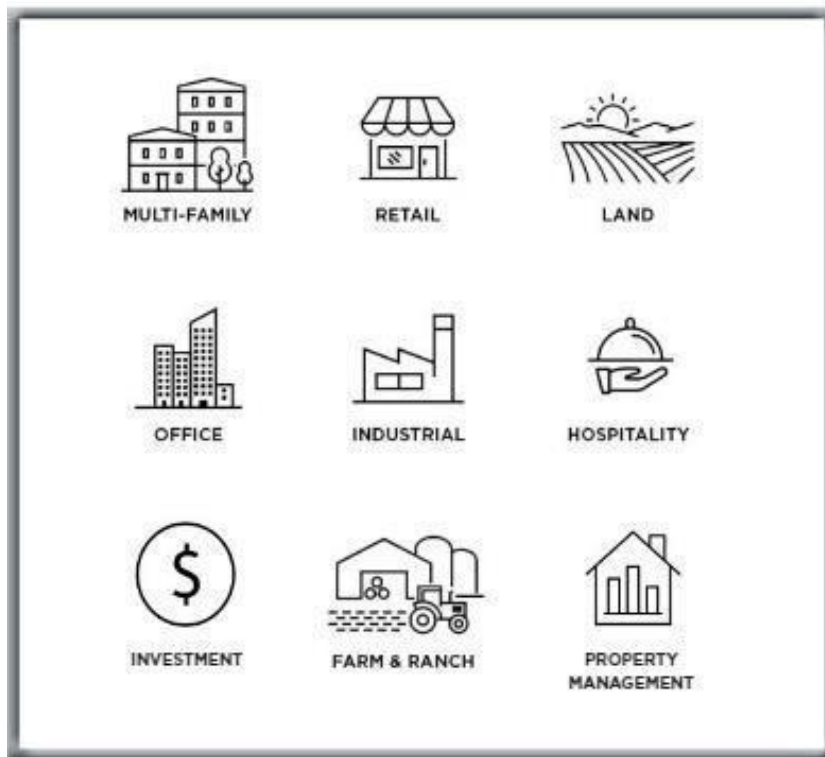 MULTI-FAMILY
RETAIL
LAND
OFFICE
INDUSTRIAL
HOSPITALITY
$
INVESTMENT
FARM & RANCH
PROPERTY
MANAGEMENT